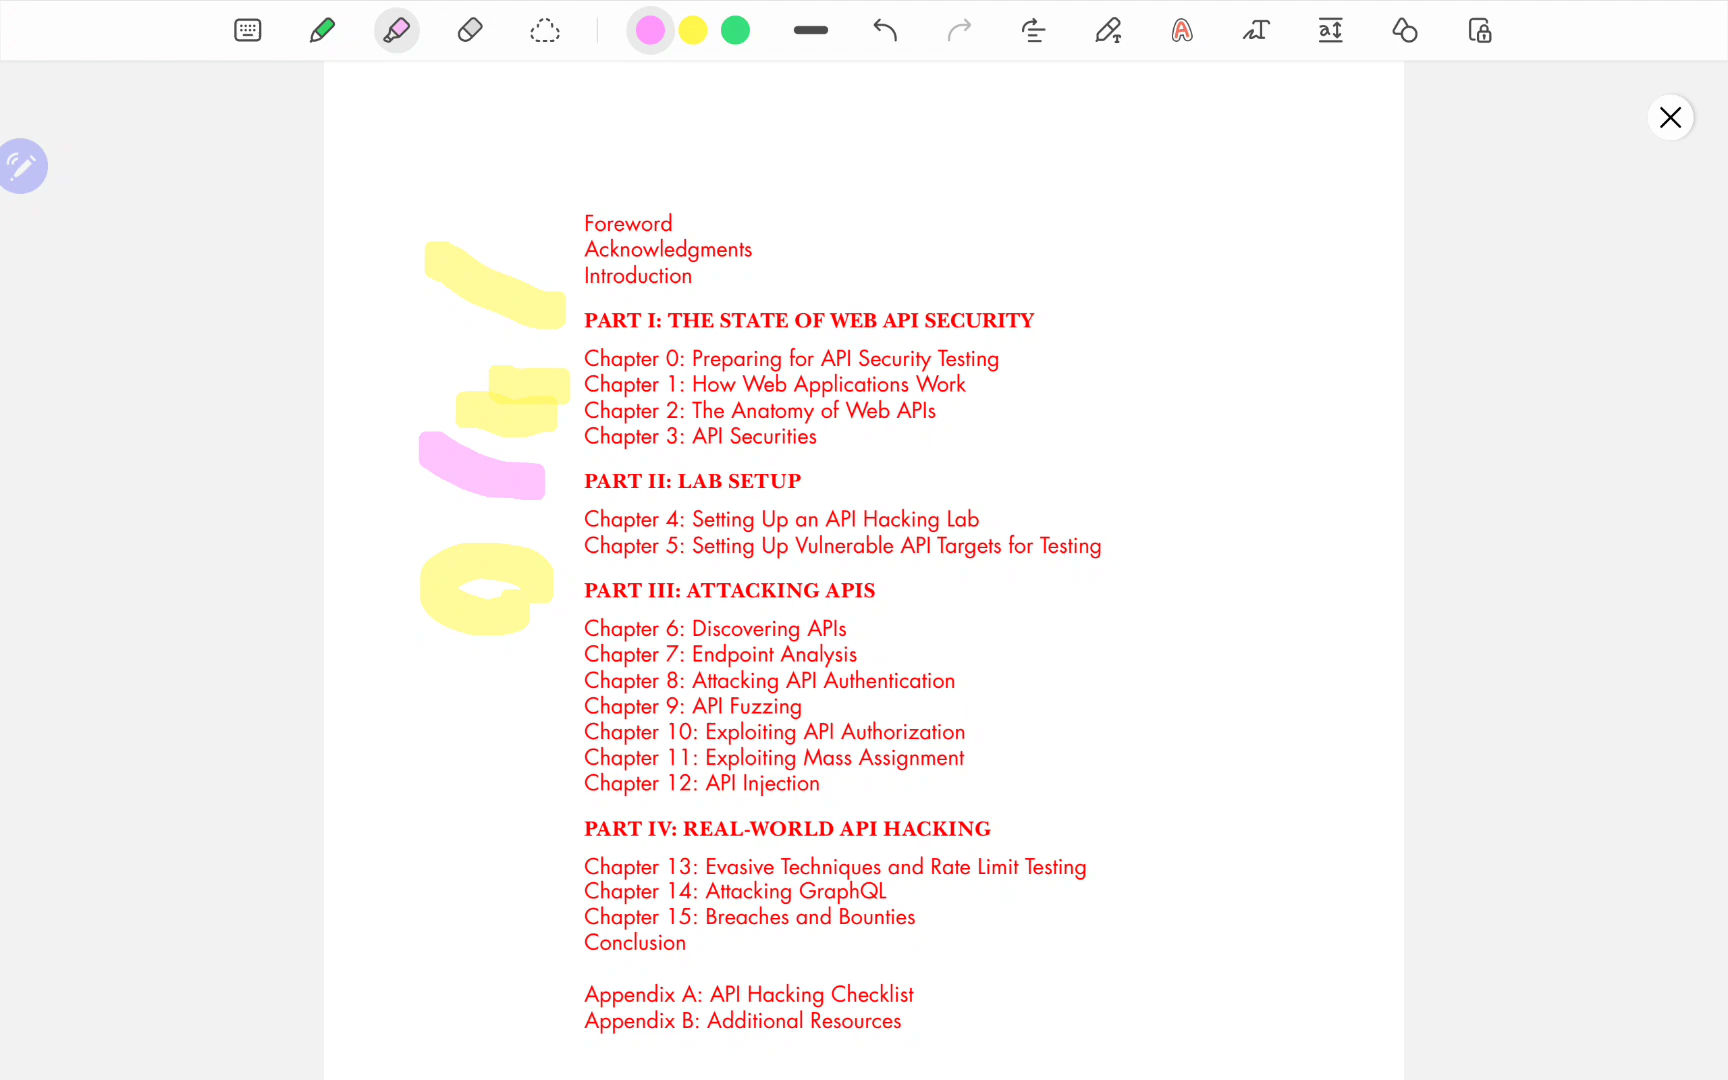 Foreword
Acknowledgments
Introduction
PART I: THE STATE OF WEB API SECURITY
Chapter 0: Preparing for API Security Testing
Chapter 1: How Web Applications Work
Chapter 2: The Anatomy of Web APIs
Chapter 3: API Securities
PART II: LAB SETUP
Chapter 4: Setting Up an API Hacking Lab
Chapter 5: Setting Up Vulnerable API Targets for Testing
PART III: ATTACKING APIS
Chapter 6: Discovering APIs
Chapter 7: Endpoint Analysis
Chapter 8: Attacking API Authentication
Chapter 9: API Fuzzing
Chapter 10: Exploiting API Authorization
Chapter 11: Exploiting Mass Assignment
Chapter 12: API Injection
PART IV: REAL-WORLD API HACKING
Chapter 13: Evasive Techniques and Rate Limit Testing
Chapter 14: Attacking GraphQL
Chapter 15: Breaches and Bounties
Conclusion
Appendix A: API Hacking Checklist
Appendix B: Additional Resources